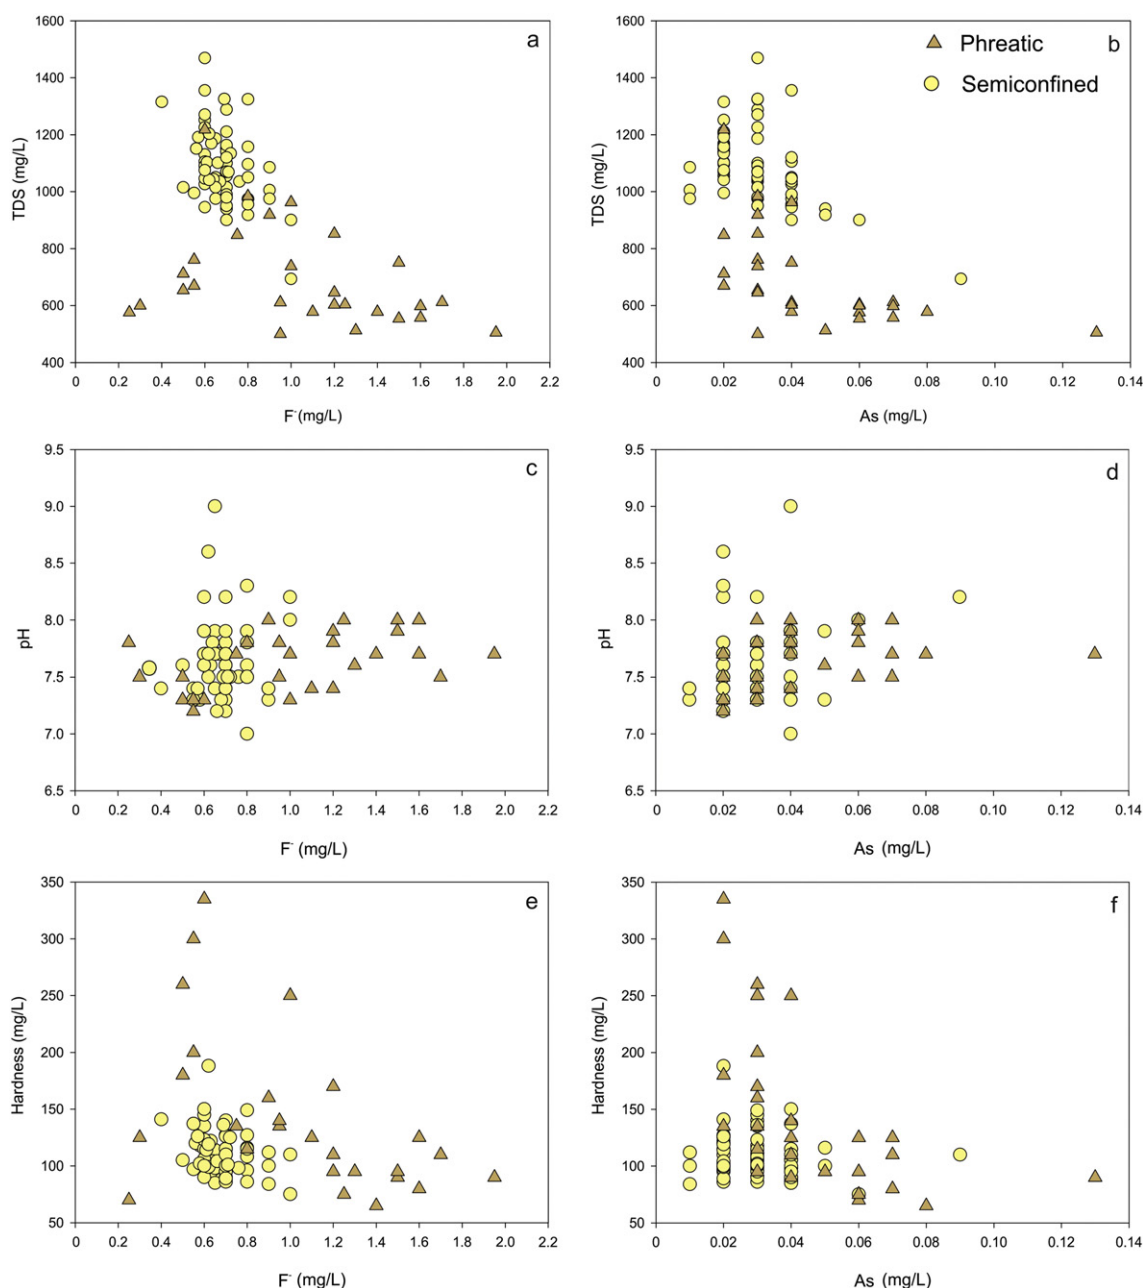 a
1600
1400
1200
1000
800
600
400
TDS (mg/L)
0 0.2 0.4 0.6 0.8 1.0 1.2 1.4 1.6 1.8 2.0 2.2
F⁻(mg/L)
b
Phreatic
Semiconfined
1600
1400
1200
1000
800
600
400
TDS (mg/L)
0 0.02 0.04 0.06 0.08 0.10 0.12 0.14
As (mg/L)
c
9.5
9.0
8.5
8.0
7.5
7.0
6.5
pH
0 0.2 0.4 0.6 0.8 1.0 1.2 1.4 1.6 1.8 2.0 2.2
F⁻ (mg/L)
d
9.5
9.0
8.5
8.0
7.5
7.0
6.5
pH
0 0.02 0.04 0.06 0.08 0.10 0.12 0.14
As (mg/L)
e
350
300
250
200
150
100
50
Hardness (mg/L)
0 0.2 0.4 0.6 0.8 1.0 1.2 1.4 1.6 1.8 2.0 2.2
F⁻ (mg/L)
f
350
300
250
200
150
100
50
Hardness (mg/L)
0 0.02 0.04 0.06 0.08 0.10 0.12 0.14
As (mg/L)